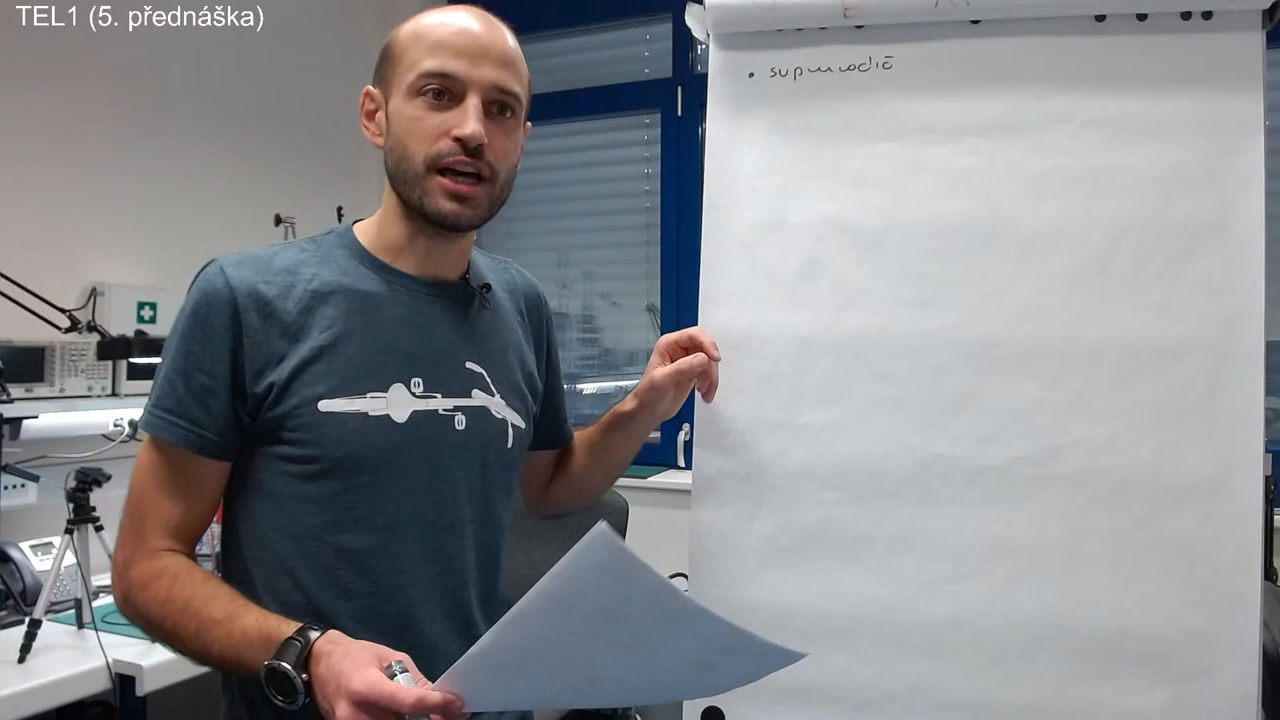 TEL1 (5. přednáška)
• supravodič